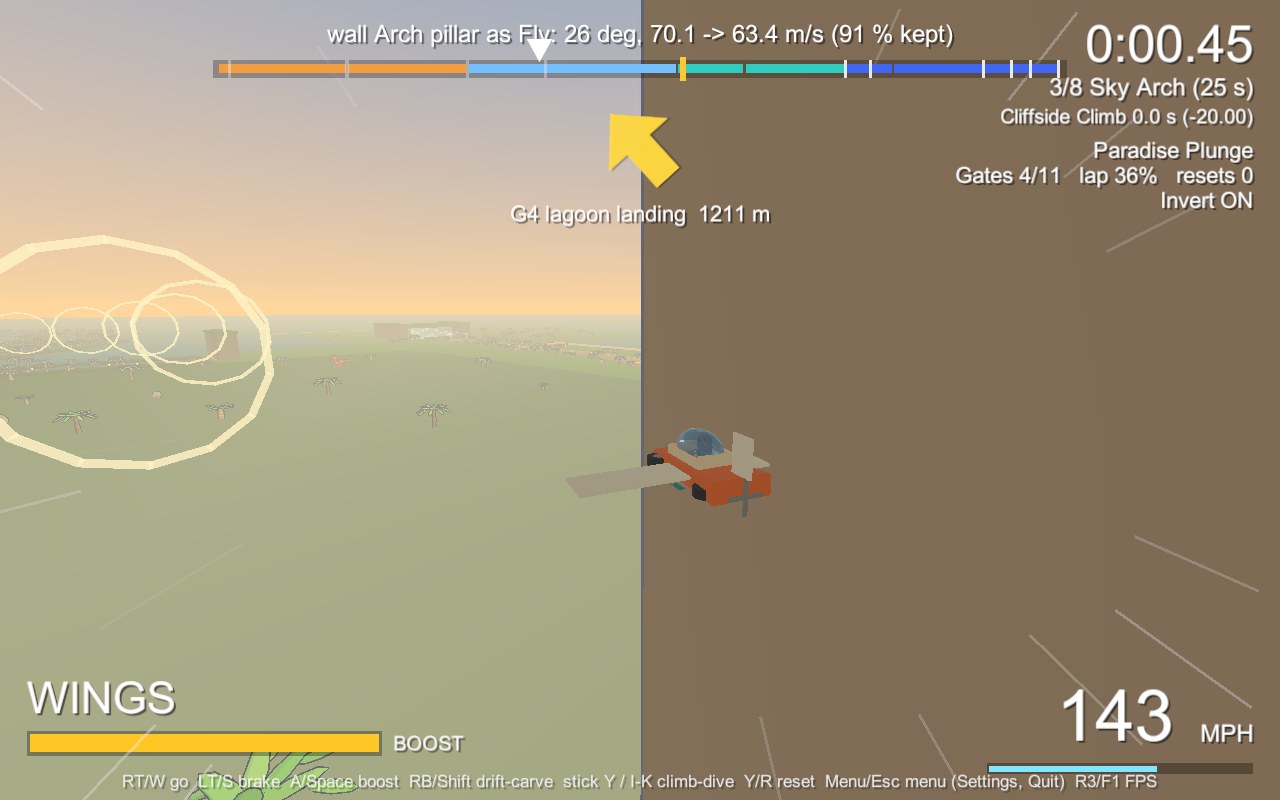 wall Arch pillar as Fly: 26 deg, 70.1 -> 63.4 m/s (91 % kept)
0:00.45
3/8 Sky Arch (25 s)
Cliffside Climb 0.0 s (-20.00)
Paradise Plunge
Gates 4/11 lap 36% resets 0
Invert ON
G4 lagoon landing 1211 m
WINGS
BOOST
143 MPH
RT/W go LT/S brake A/Space boost RB/Shift drift-carve stick Y / I-K climb-dive Y/R reset Menu/Esc menu (Settings, Quit) R3/F1 FPS